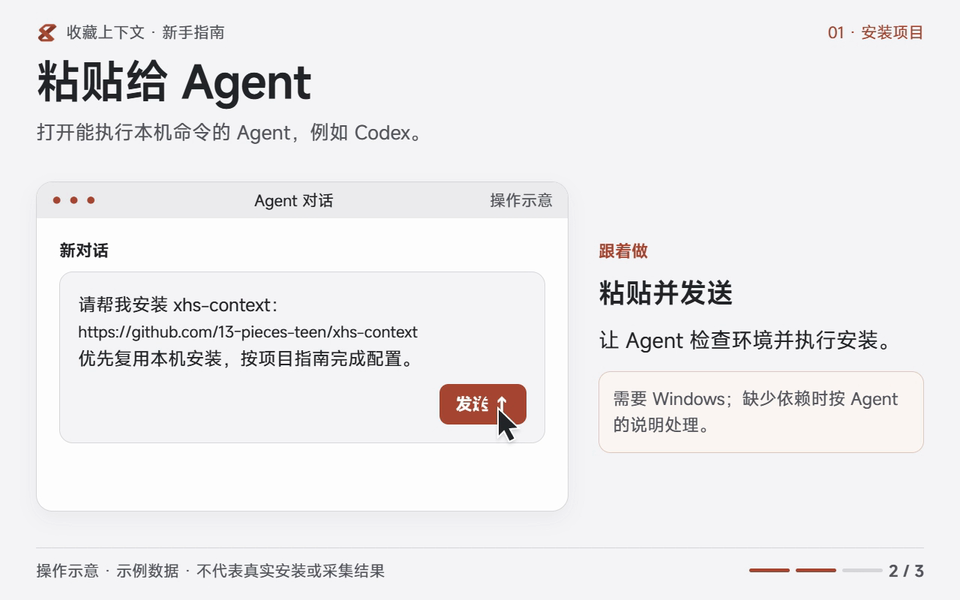 收藏上下文 · 新手指南
01 · 安装项目
粘贴给 Agent
打开能执行本机命令的 Agent，例如 Codex。
Agent 对话
操作示意
新对话
请帮我安装 xhs-context：
https://github.com/13-pieces-teen/xhs-context
优先复用本机安装，按项目指南完成配置。
发送 ↑
跟着做
粘贴并发送
让 Agent 检查环境并执行安装。
需要 Windows；缺少依赖时按 Agent
的说明处理。
操作示意 · 示例数据 · 不代表真实安装或采集结果
2 / 3